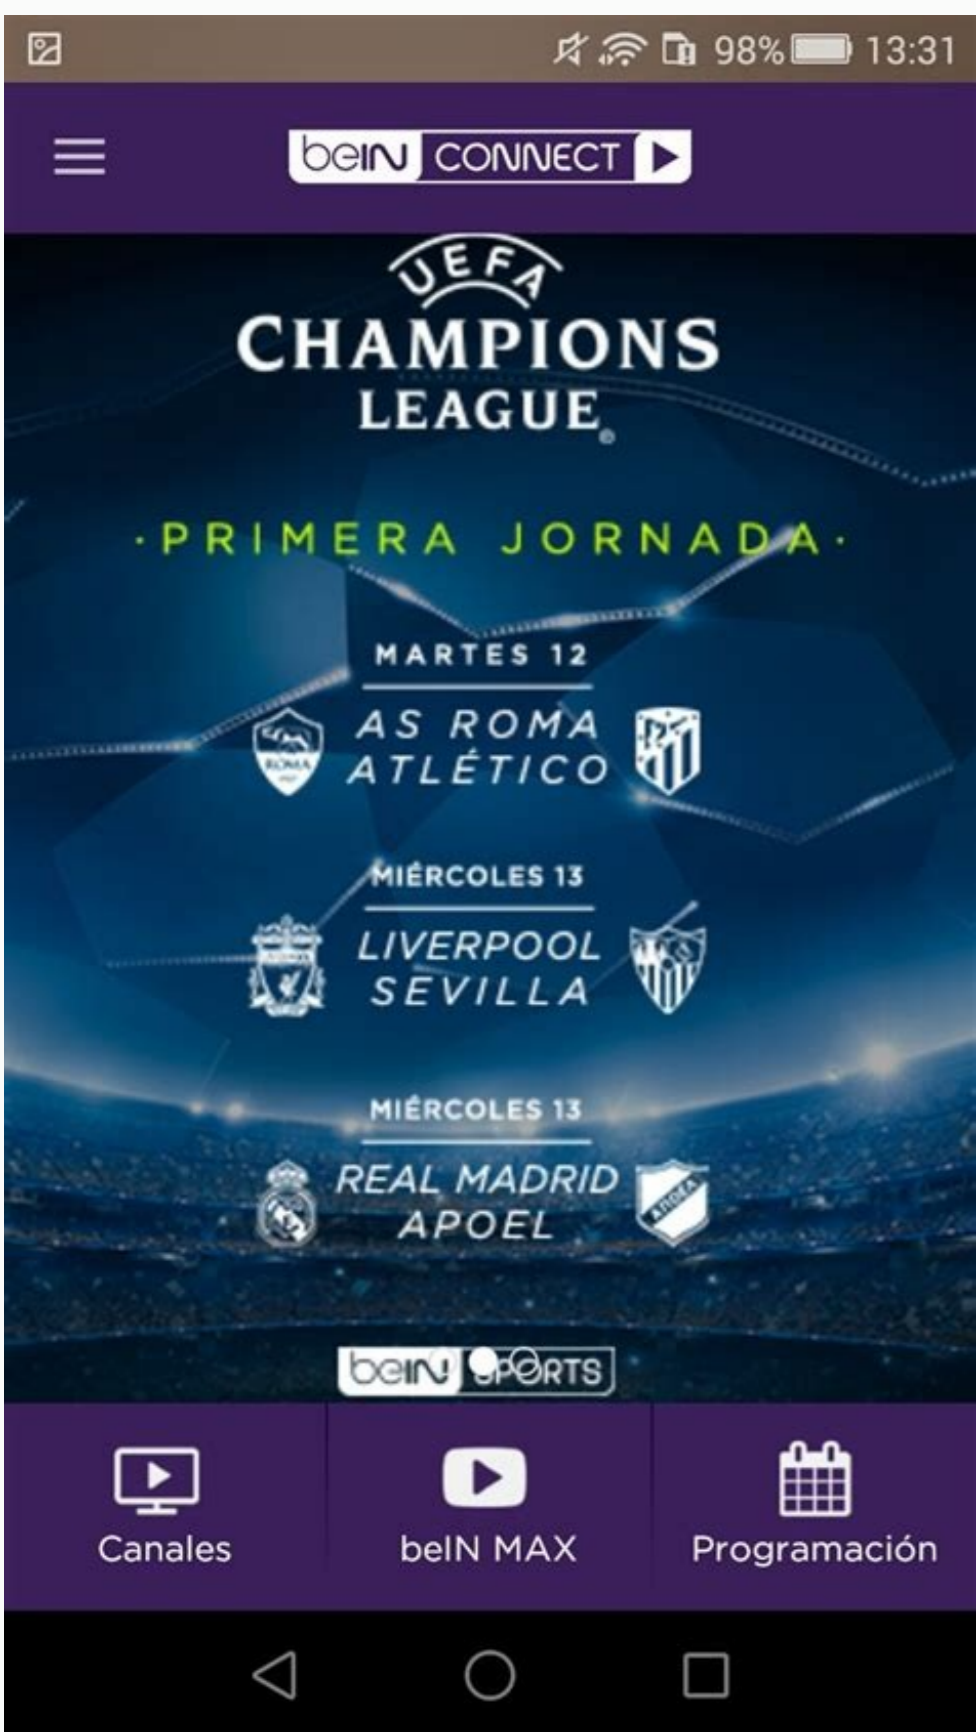 98% 13:31
beIN CONNECT
UEFA
CHAMPIONS
LEAGUE®
·PRIMERA JORNADA·
MARTES 12
AS ROMA
ROMA
ATLÉTICO
MIÉRCOLES 13
LIVERPOOL
SEVILLA
MIÉRCOLES 13
REAL MADRID
APOEL
beIN SPORTS
Canales
beIN MAX
Programación